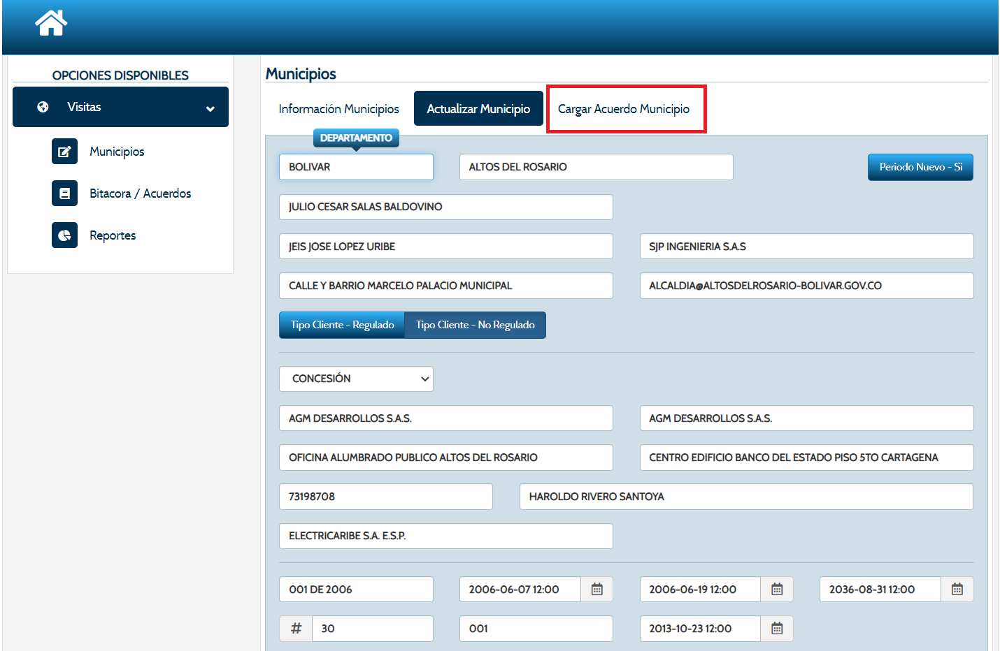 OPCIONES DISPONIBLES
Visitas
Municipios
Bitacora / Acuerdos
Reportes
Municipios
Información Municipios
Actualizar Municipio
Cargar Acuerdo Municipio
DEPARTAMENTO
BOLIVAR
ALTOS DEL ROSARIO
Periodo Nuevo - Si
JULIO CESAR SALAS BALDOVINO
JEIS JOSE LOPEZ URIBE
SJP INGENIERIA S.A.S
CALLE Y BARRIO MARCELO PALACIO MUNICIPAL
ALCALDIA@ALTOSDELROSARIO-BOLIVAR.GOV.CO
Tipo Cliente - Regulado
Tipo Cliente - No Regulado
CONCESIÓN
AGM DESARROLLOS S.A.S.
AGM DESARROLLOS S.A.S.
OFICINA ALUMBRADO PUBLICO ALTOS DEL ROSARIO
CENTRO EDIFICIO BANCO DEL ESTADO PISO 5TO CARTAGENA
73198708
HAROLDO RIVERO SANTOYA
ELECTRICARIBE S.A. E.S.P.
001 DE 2006
2006-06-07 12:00
2006-06-19 12:00
2036-08-31 12:00
# 30
001
2013-10-23 12:00